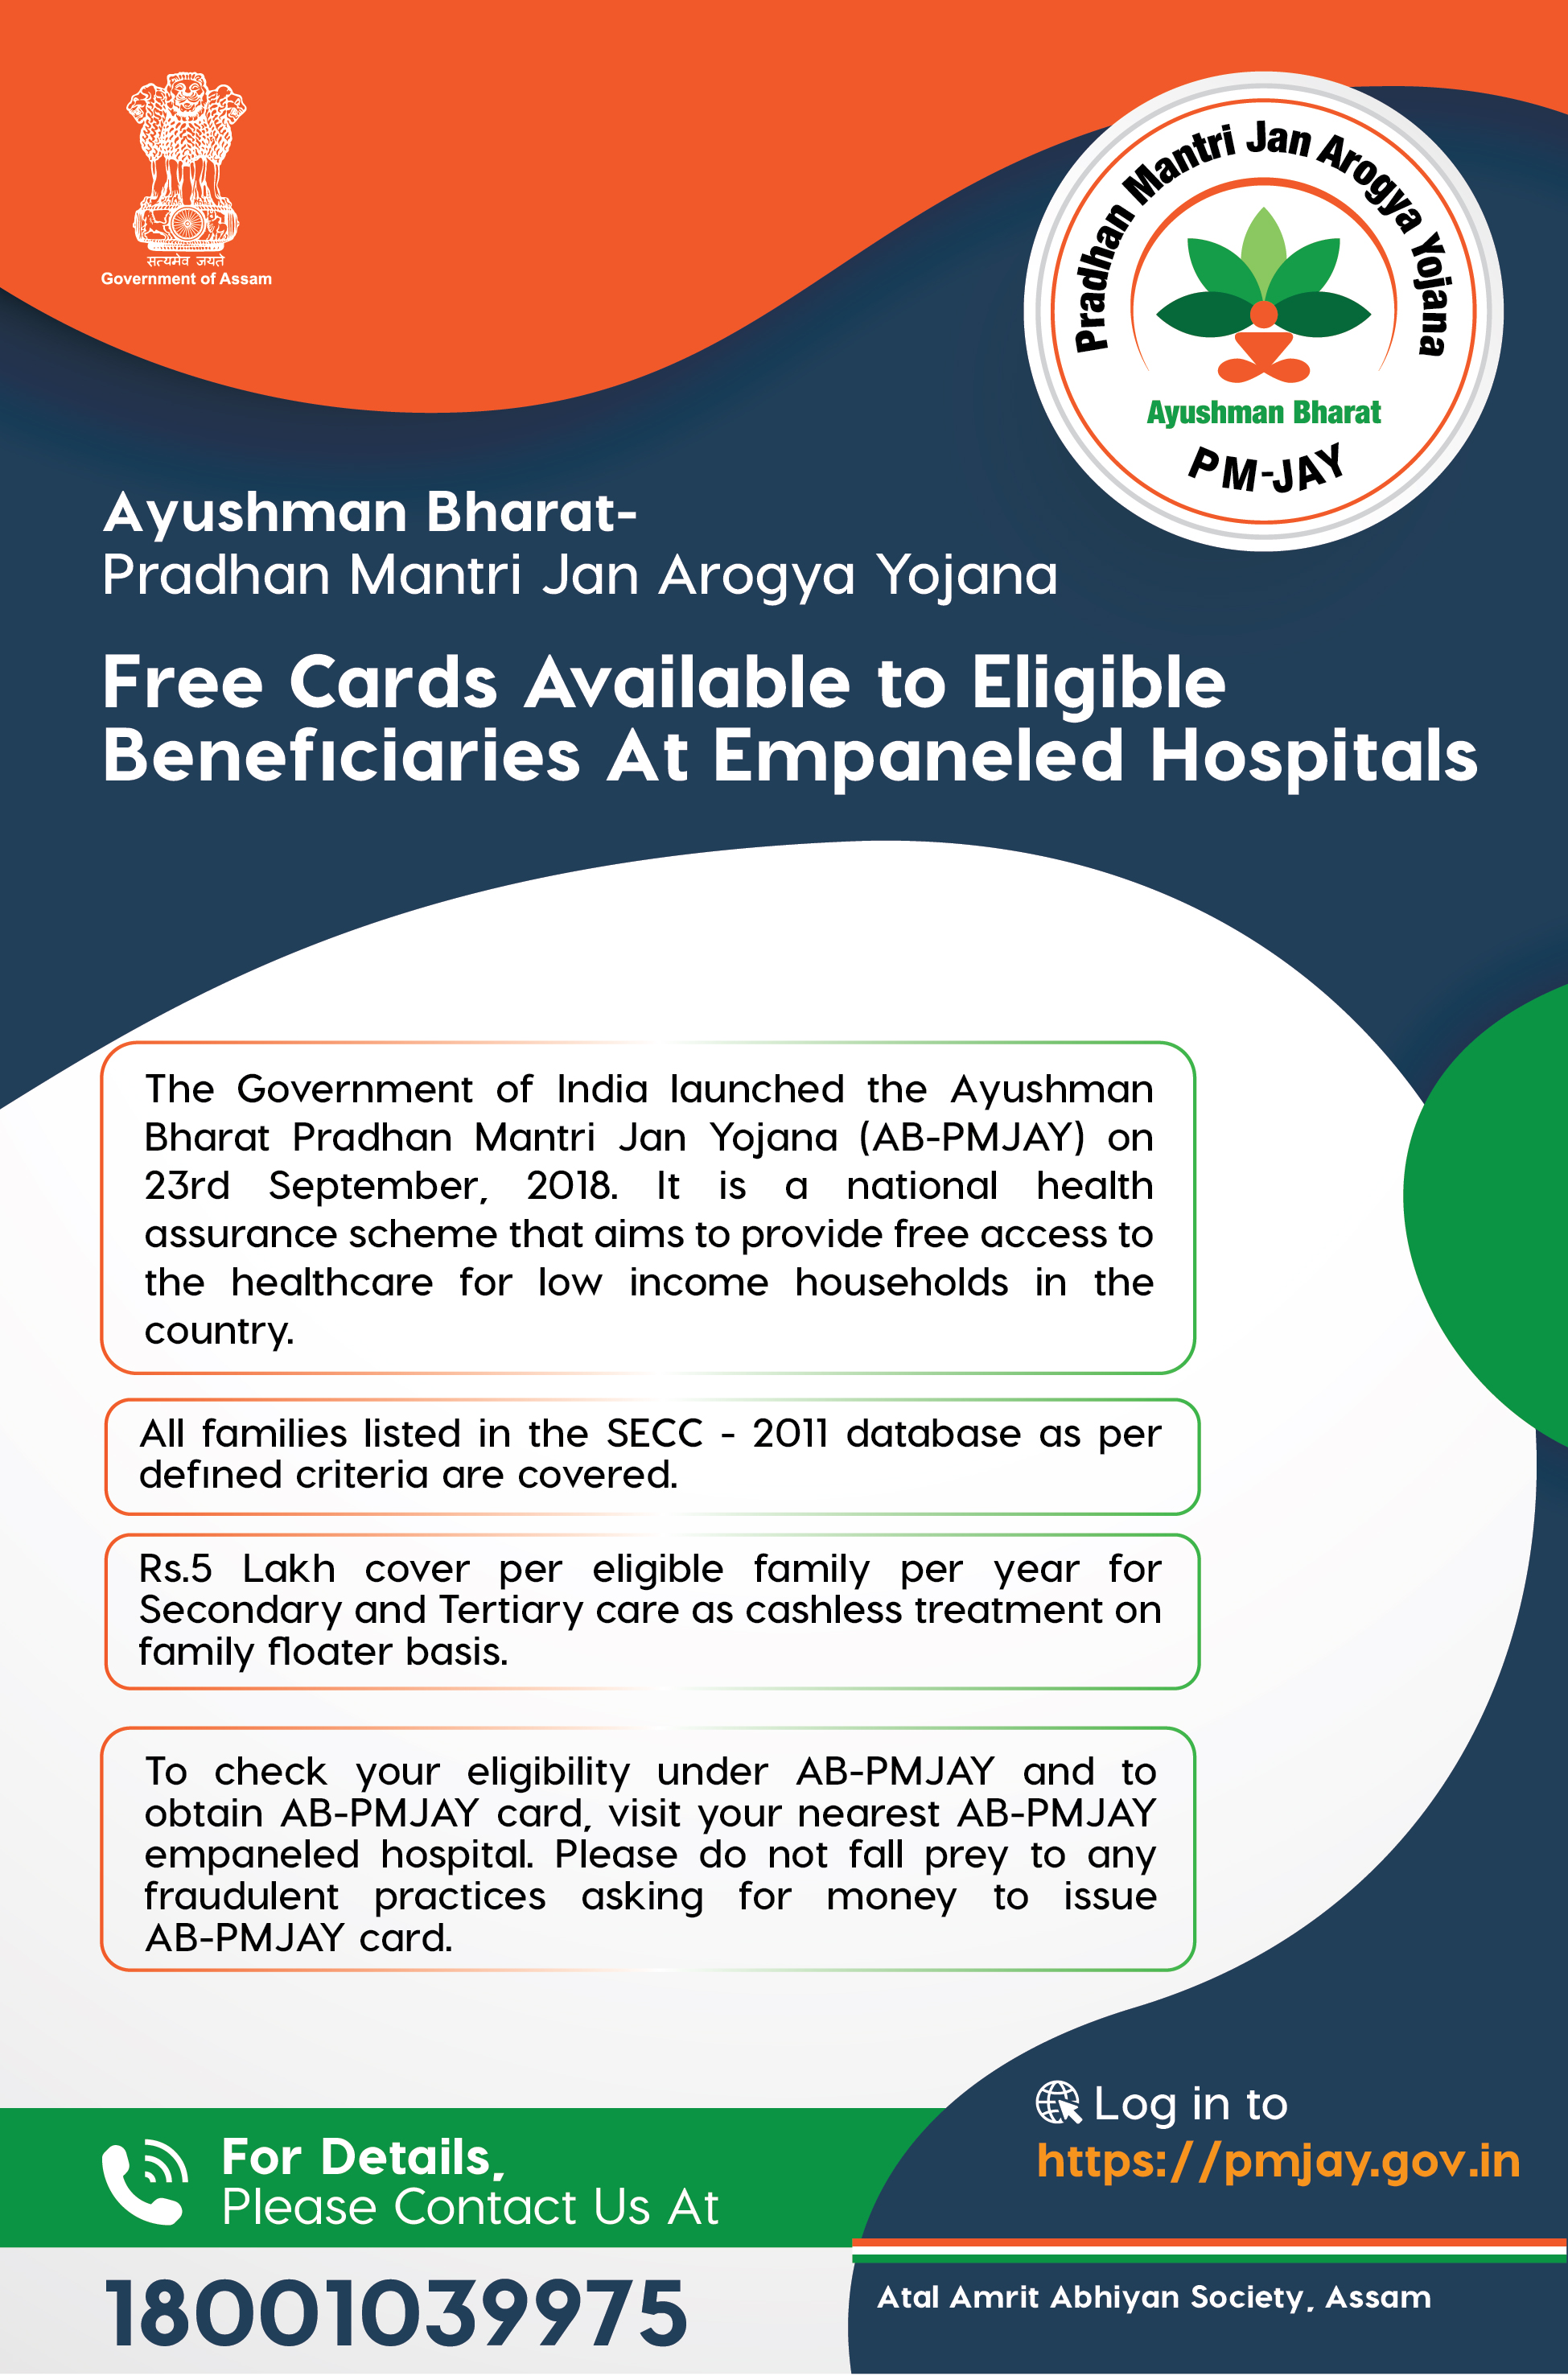 सत्यमेव जयते
Government of Assam
Pradhan Mantri Jan Arogya Yojana
Ayushman Bharat
PM-JAY
Ayushman Bharat-
Pradhan Mantri Jan Arogya Yojana
Free Cards Available to Eligible
Beneficiaries At Empaneled Hospitals
The Government of India launched the Ayushman
Bharat Pradhan Mantri Jan Yojana (AB-PMJAY) on
23rd September, 2018. It is a national health
assurance scheme that aims to provide free access to
the healthcare for low income households in the
country.
All families listed in the SECC - 2011 database as per
defined criteria are covered.
Rs.5 Lakh cover per eligible family per year for
Secondary and Tertiary care as cashless treatment on
family floater basis.
To check your eligibility under AB-PMJAY and to
obtain AB-PMJAY card, visit your nearest AB-PMJAY
empaneled hospital. Please do not fall prey to any
fraudulent practices asking for money to issue
AB-PMJAY card.
Log in to
https://pmjay.gov.in
For Details,
Please Contact Us At
18001039975
Atal Amrit Abhiyan Society, Assam